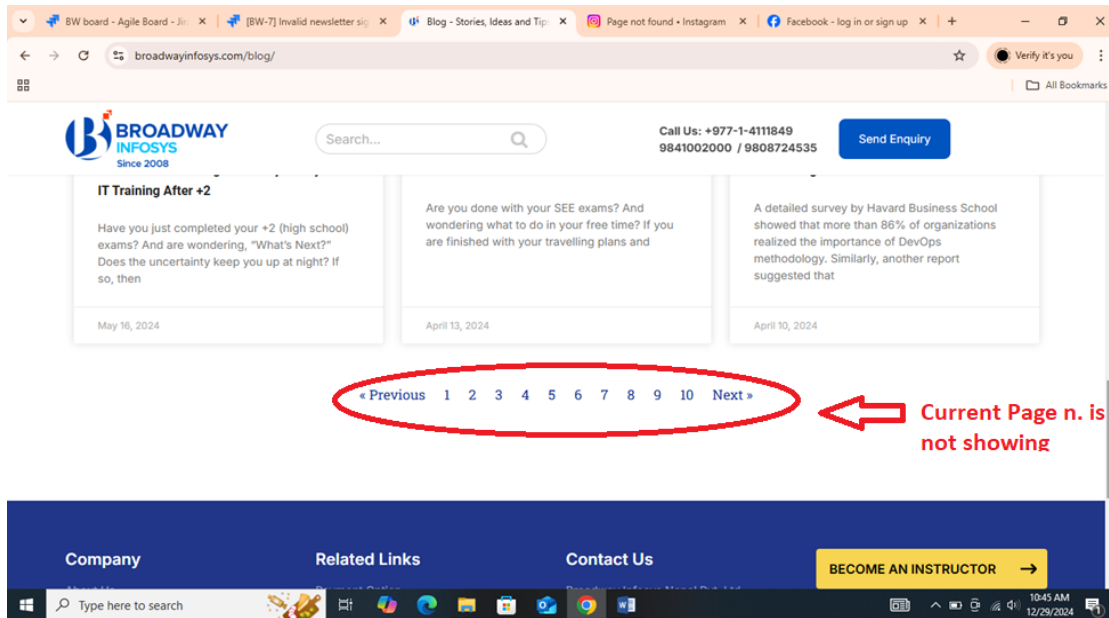 BW board - Agile Board - Jir
[BW-7] Invalid newsletter sig
Blog - Stories, Ideas and Tip
Page not found • Instagram
Facebook - log in or sign up
broadwayinfosys.com/blog/
Verify it's you
All Bookmarks
BROADWAY
INFOSYS
Since 2008
Search...
Call Us: +977-1-4111849
9841002000 / 9808724535
Send Enquiry
IT Training After +2
Have you just completed your +2 (high school)
exams? And are wondering, "What's Next?"
Does the uncertainty keep you up at night? If
so, then
May 16, 2024
Are you done with your SEE exams? And
wondering what to do in your free time? If you
are finished with your travelling plans and
April 13, 2024
A detailed survey by Havard Business School
showed that more than 86% of organizations
realized the importance of DevOps
methodology. Similarly, another report
suggested that
April 10, 2024
« Previous 1 2 3 4 5 6 7 8 9 10 Next »
Current Page n. is
not showing
Company
Related Links
Contact Us
BECOME AN INSTRUCTOR →
Type here to search
10:45 AM
12/29/2024